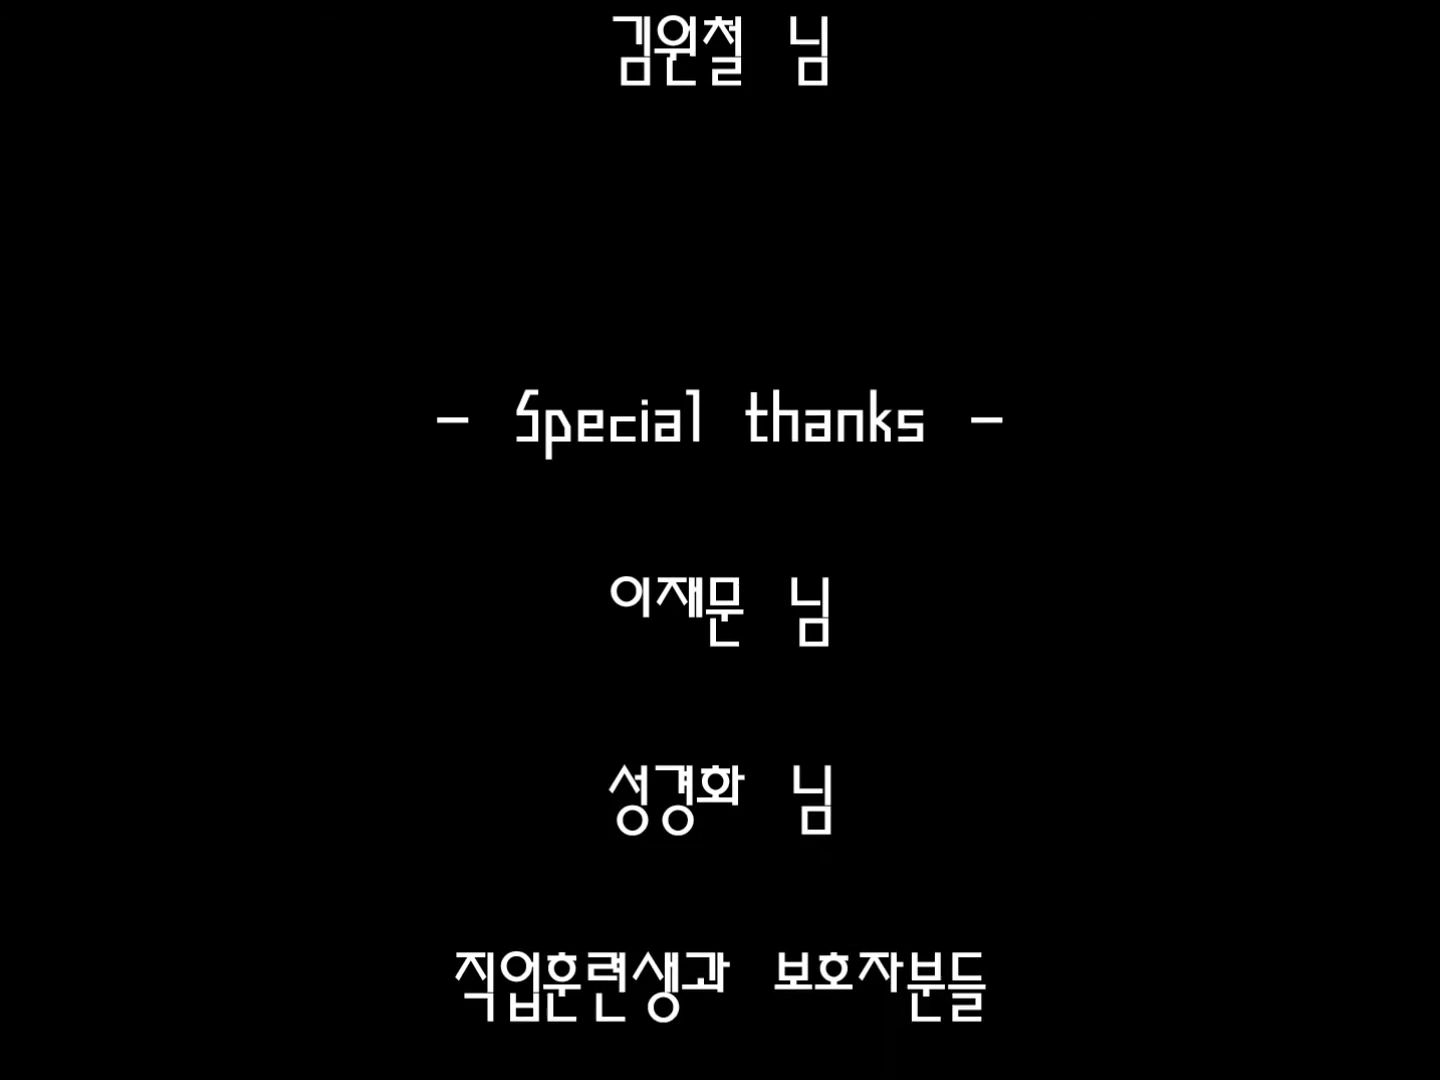 김원철 님
- Special thanks -
이재문 님
성경화 님
직업훈련생과 보호자분들